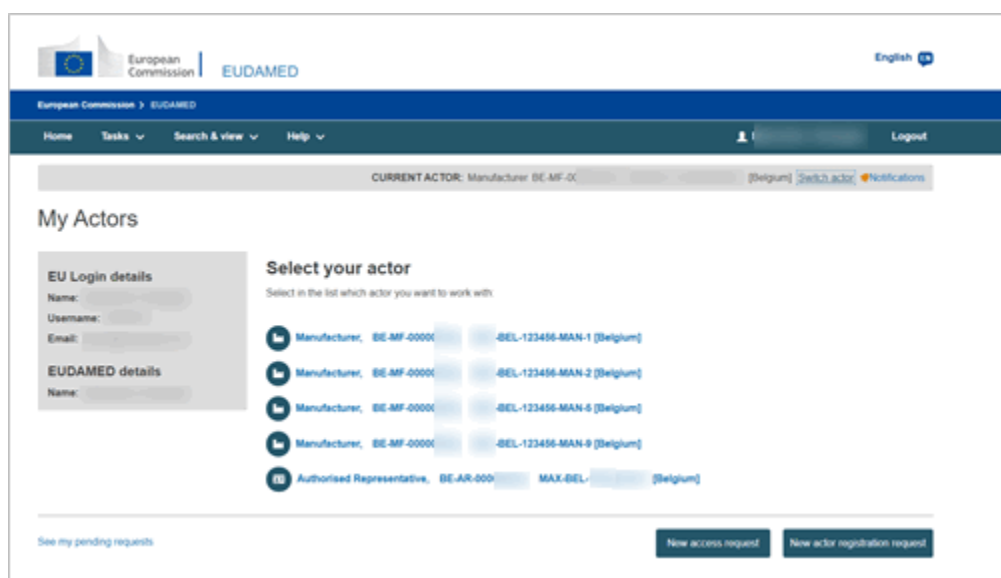 European
Commission
EUDAMED
English EN
European Commission > EUDAMED
Home Tasks Search & view Help Logout
CURRENT ACTOR: Manufacturer BE-MF-0 [Belgium] Switch actor Notifications
My Actors
EU Login details
Name:
Username:
Email:
EUDAMED details
Name:
Select your actor
Select in the list which actor you want to work with:
Manufacturer, BE-MF-00000 -BEL-123456-MAN-1 [Belgium]
Manufacturer, BE-MF-00000 -BEL-123456-MAN-2 [Belgium]
Manufacturer, BE-MF-00000 -BEL-123456-MAN-5 [Belgium]
Manufacturer, BE-MF-00000 -BEL-123456-MAN-9 [Belgium]
Authorised Representative, BE-AR-000 MAX-BEL- [Belgium]
See my pending requests
New access request
New actor registration request